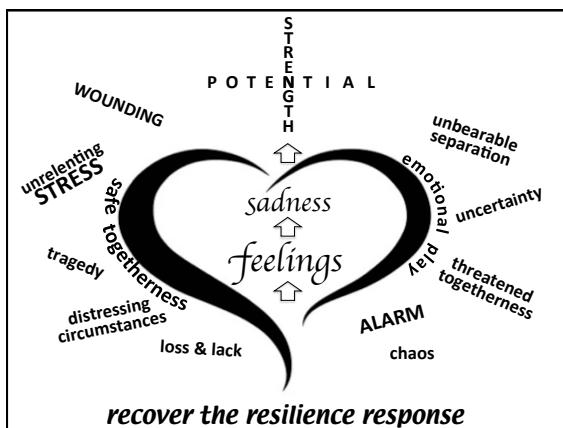 STRENGTH
POTENTIAL
WOUNDING
unbearable
separation
unrelenting
STRESS
safe togetherness
emotional play
sadness
uncertainty
feelings
tragedy
threatened
togetherness
distressing
circumstances
ALARM
loss & lack
chaos
recover the resilience response